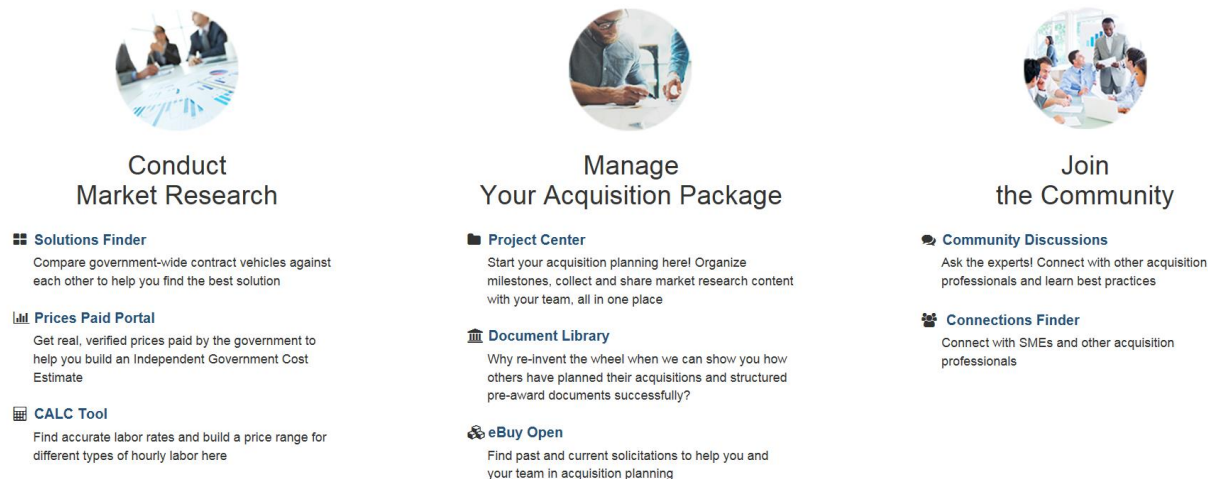 Conduct
Market Research
Solutions Finder
Compare government-wide contract vehicles against
each other to help you find the best solution
Prices Paid Portal
Get real, verified prices paid by the government to
help you build an Independent Government Cost
Estimate
CALC Tool
Find accurate labor rates and build a price range for
different types of hourly labor here
Manage
Your Acquisition Package
Project Center
Start your acquisition planning here! Organize
milestones, collect and share market research content
with your team, all in one place
Document Library
Why re-invent the wheel when we can show you how
others have planned their acquisitions and structured
pre-award documents successfully?
eBuy Open
Find past and current solicitations to help you and
your team in acquisition planning
Join
the Community
Community Discussions
Ask the experts! Connect with other acquisition
professionals and learn best practices
Connections Finder
Connect with SMEs and other acquisition
professionals